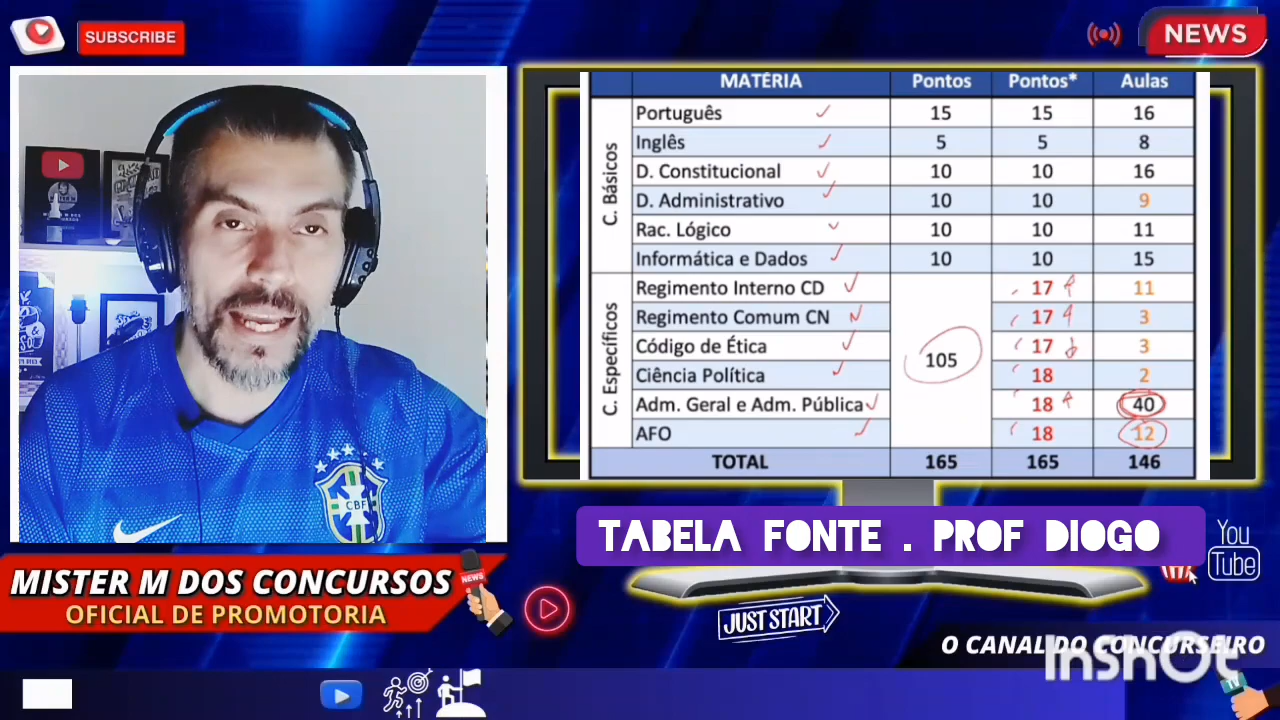 SUBSCRIBE
NEWS
MATÉRIA Pontos Pontos* Aulas
C. Básicos
Português 15 15 16
Inglês 5 5 8
D. Constitucional 10 10 16
D. Administrativo 10 10 9
Rac. Lógico 10 10 11
Informática e Dados 10 10 15
C. Específicos
105
Regimento Interno CD 17 11
Regimento Comum CN 17 3
Código de Ética 17 3
Ciência Política 18 2
Adm. Geral e Adm. Pública 18 40
AFO 18 12
TOTAL 165 165 146
CBF
TABELA FONTE . PROF DIOGO
You
Tube
MISTER M DOS CONCURSOS
NEWS
OFICIAL DE PROMOTORIA
JUST START
O CANAL DO CONCURSEIRO
InShOt
TV